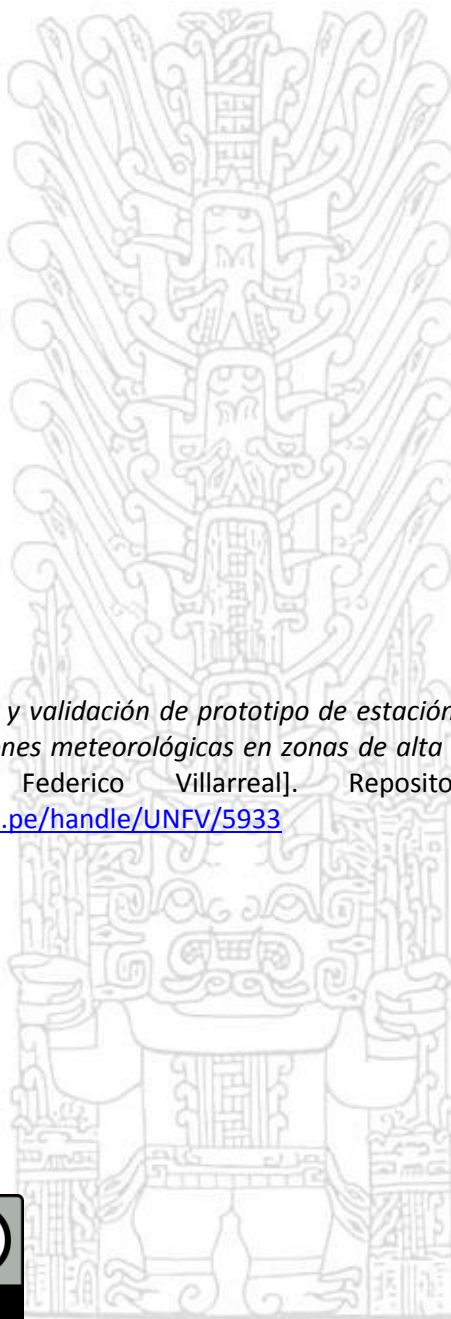 y validación de prototipo de estación
nes meteorológicas en zonas de alta
Federico Villarreal]. Reposito
.pe/handle/UNFV/5933